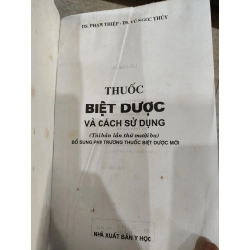 DS. PHẠM THIỆP - DS. VŨ NGỌC THÚY
THUỐC
BIỆT DƯỢC
VÀ CÁCH SỬ DỤNG
(Tái bản lần thứ mười ba)
BỔ SUNG PHỤ TRƯƠNG THUỐC BIỆT DƯỢC MỚI
NHÀ XUẤT BẢN Y HỌC